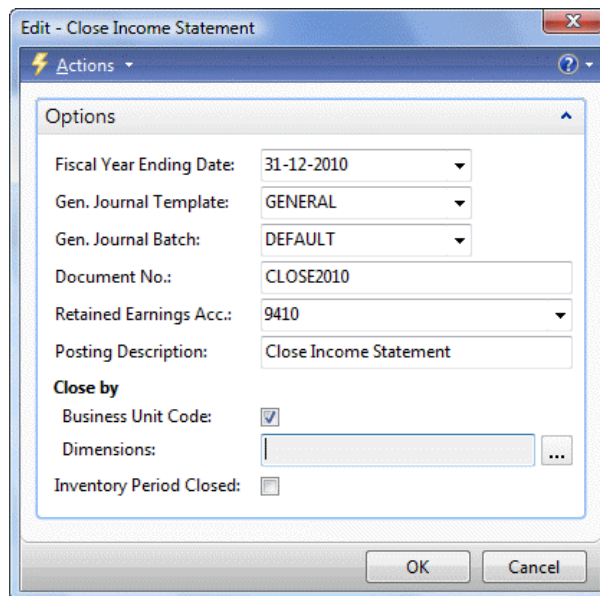 Edit - Close Income Statement
Actions
Options
Fiscal Year Ending Date: 31-12-2010
Gen. Journal Template: GENERAL
Gen. Journal Batch: DEFAULT
Document No.: CLOSE2010
Retained Earnings Acc.: 9410
Posting Description: Close Income Statement
Close by
Business Unit Code:
Dimensions: ...
Inventory Period Closed:
OK Cancel